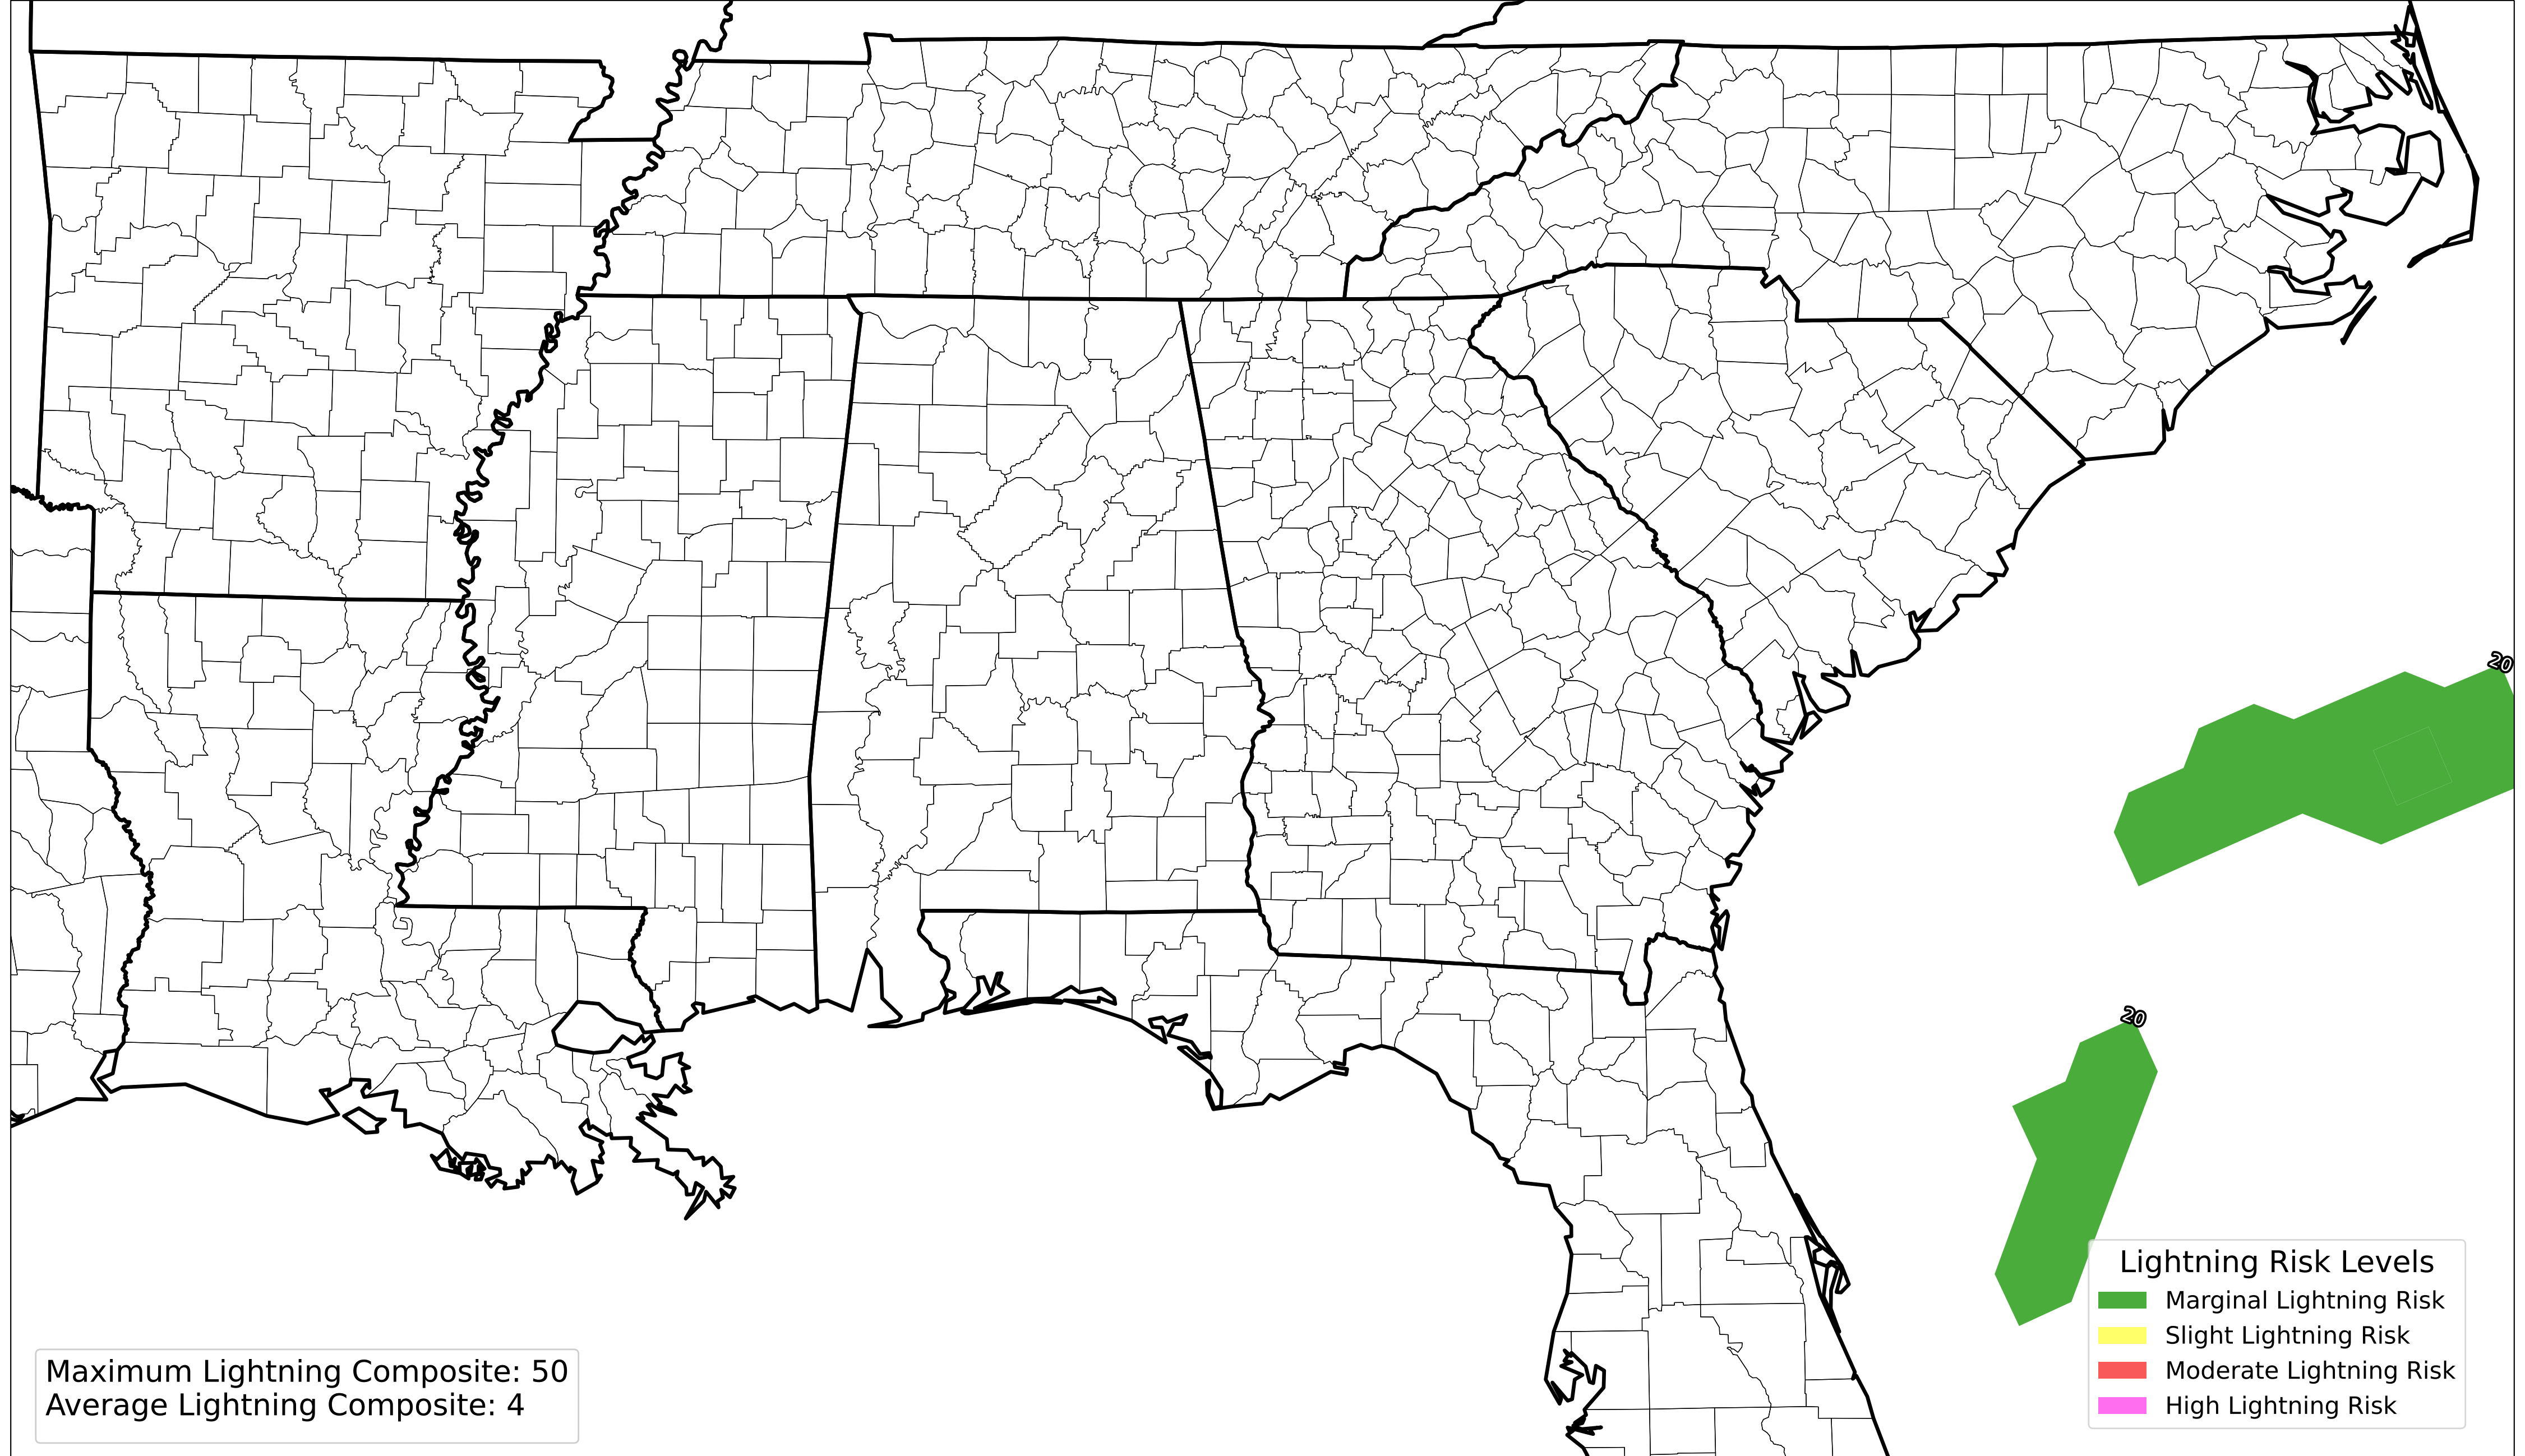 20
20
Lightning Risk Levels
Marginal Lightning Risk
Slight Lightning Risk
Moderate Lightning Risk
High Lightning Risk
Maximum Lightning Composite: 50
Average Lightning Composite: 4